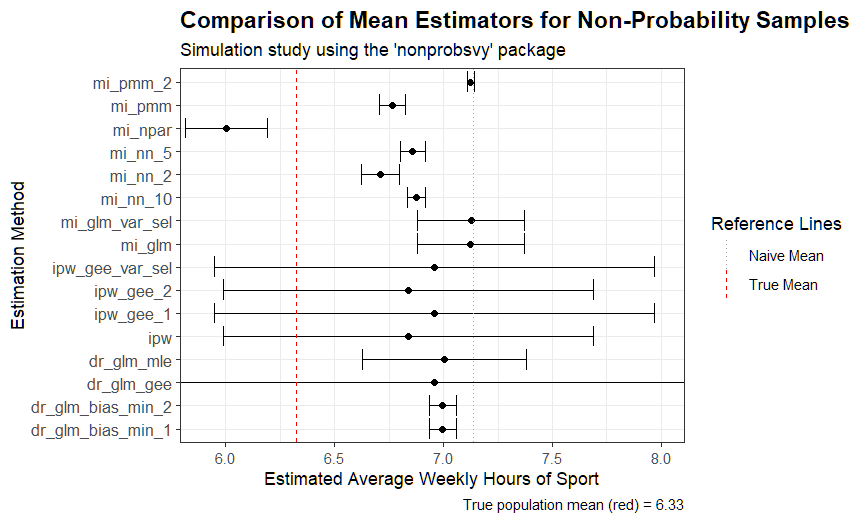 Comparison of Mean Estimators for Non-Probability Samples
Simulation study using the 'nonprobsvy' package
Estimation Method
mi_pmm_2
mi_pmm
mi_npar
mi_nn_5
mi_nn_2
mi_nn_10
mi_glm_var_sel
mi_glm
ipw_gee_var_sel
ipw_gee_2
ipw_gee_1
ipw
dr_glm_mle
dr_glm_gee
dr_glm_bias_min_2
dr_glm_bias_min_1
6.0 6.5 7.0 7.5 8.0
Estimated Average Weekly Hours of Sport
Reference Lines
Naive Mean
True Mean
True population mean (red) = 6.33